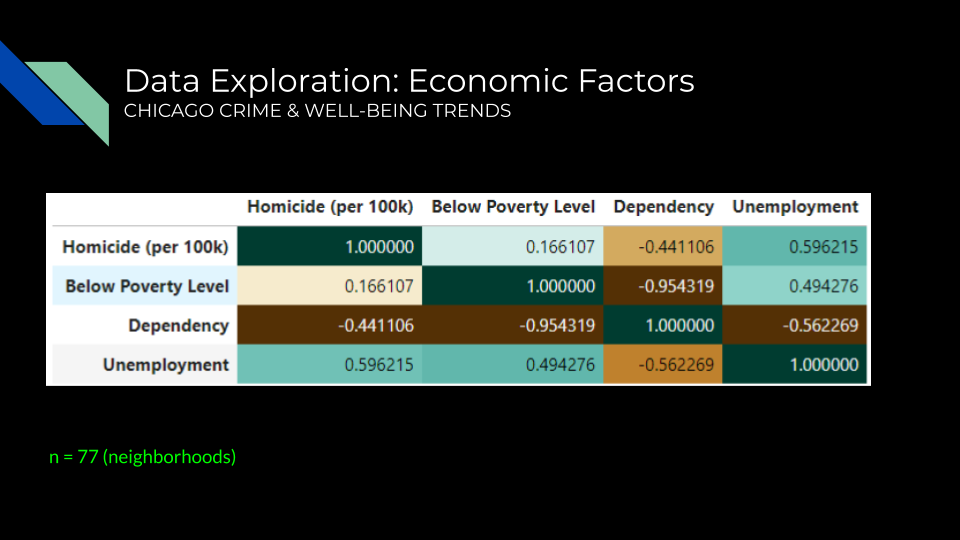 Data Exploration: Economic Factors
CHICAGO CRIME & WELL-BEING TRENDS
Homicide (per 100k) Below Poverty Level Dependency Unemployment
Homicide (per 100k) 1.000000 0.166107 -0.441106 0.596215
Below Poverty Level 0.166107 1.000000 -0.954319 0.494276
Dependency -0.441106 -0.954319 1.000000 -0.562269
Unemployment 0.596215 0.494276 -0.562269 1.000000
n = 77 (neighborhoods)